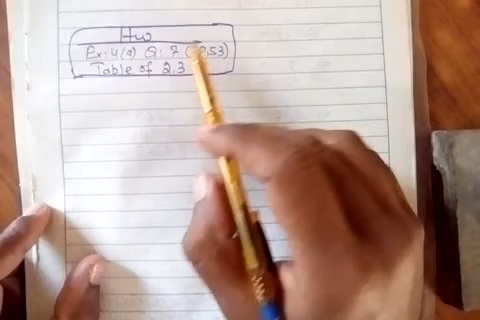 Hw
Ex: 4(a) Q: 7 (P.53)
Table of 2.3